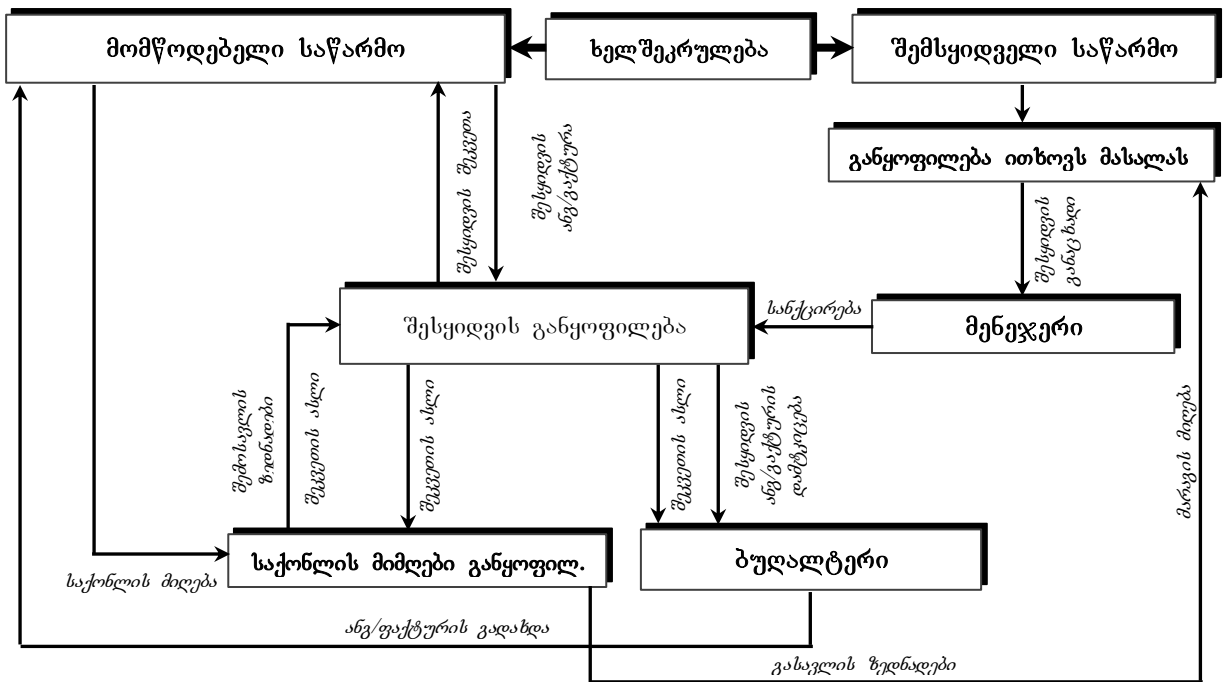 მომწოდებელი საწარმო
ხელშეკრულება
შემსყიდველი საწარმო
განყოფილება ითხოვს მასალას
შესყიდვის შეკვეთა
შესყიდვის
ანგ/გაქტურა
შესყიდვის
განაცხადი
სანქცირება
მენეჯერი
შესყიდვის განყოფილება
შემოსავლის
ზედნადები
შეკვეთის ასლი
შეკვეთის ასლი
შეკვეთის ასლი
შესყიდვის
ანგ/გაქტურის
დამტკიცება
მარაგის მიღება
საქონლის მიმღები განყოფილ.
ბუღალტერი
საქონლის მიღება
ანგ/ფაქტურის გადახდა
გასავლის ზედნადები